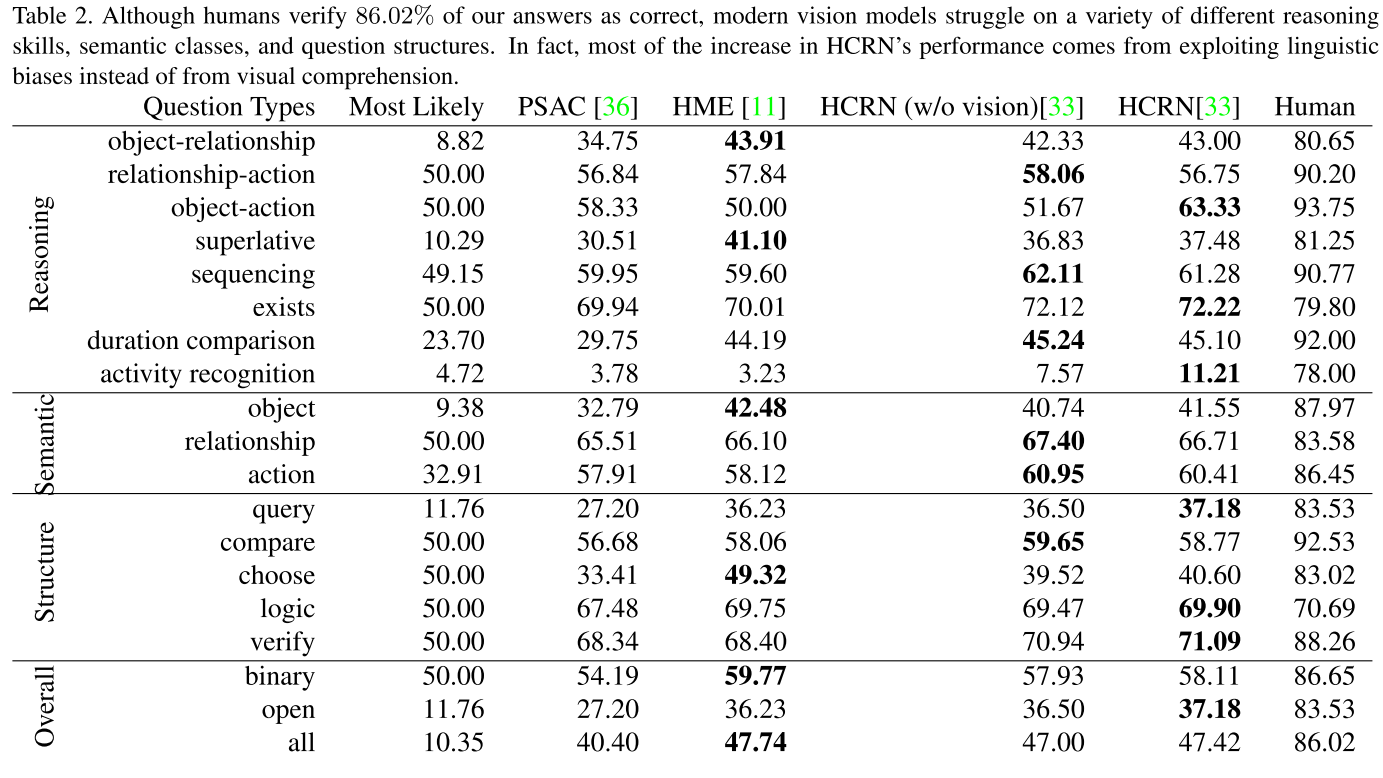 Table 2. Although humans verify 86.02% of our answers as correct, modern vision models struggle on a variety of different reasoning
skills, semantic classes, and question structures. In fact, most of the increase in HCRN's performance comes from exploiting linguistic
biases instead of from visual comprehension.
Question Types Most Likely PSAC [36] HME [11] HCRN (w/o vision)[33] HCRN[33] Human
Reasoning
object-relationship 8.82 34.75 43.91 42.33 43.00 80.65
relationship-action 50.00 56.84 57.84 58.06 56.75 90.20
object-action 50.00 58.33 50.00 51.67 63.33 93.75
superlative 10.29 30.51 41.10 36.83 37.48 81.25
sequencing 49.15 59.95 59.60 62.11 61.28 90.77
exists 50.00 69.94 70.01 72.12 72.22 79.80
duration comparison 23.70 29.75 44.19 45.24 45.10 92.00
activity recognition 4.72 3.78 3.23 7.57 11.21 78.00
Semantic
object 9.38 32.79 42.48 40.74 41.55 87.97
relationship 50.00 65.51 66.10 67.40 66.71 83.58
action 32.91 57.91 58.12 60.95 60.41 86.45
Structure
query 11.76 27.20 36.23 36.50 37.18 83.53
compare 50.00 56.68 58.06 59.65 58.77 92.53
choose 50.00 33.41 49.32 39.52 40.60 83.02
logic 50.00 67.48 69.75 69.47 69.90 70.69
verify 50.00 68.34 68.40 70.94 71.09 88.26
Overall
binary 50.00 54.19 59.77 57.93 58.11 86.65
open 11.76 27.20 36.23 36.50 37.18 83.53
all 10.35 40.40 47.74 47.00 47.42 86.02